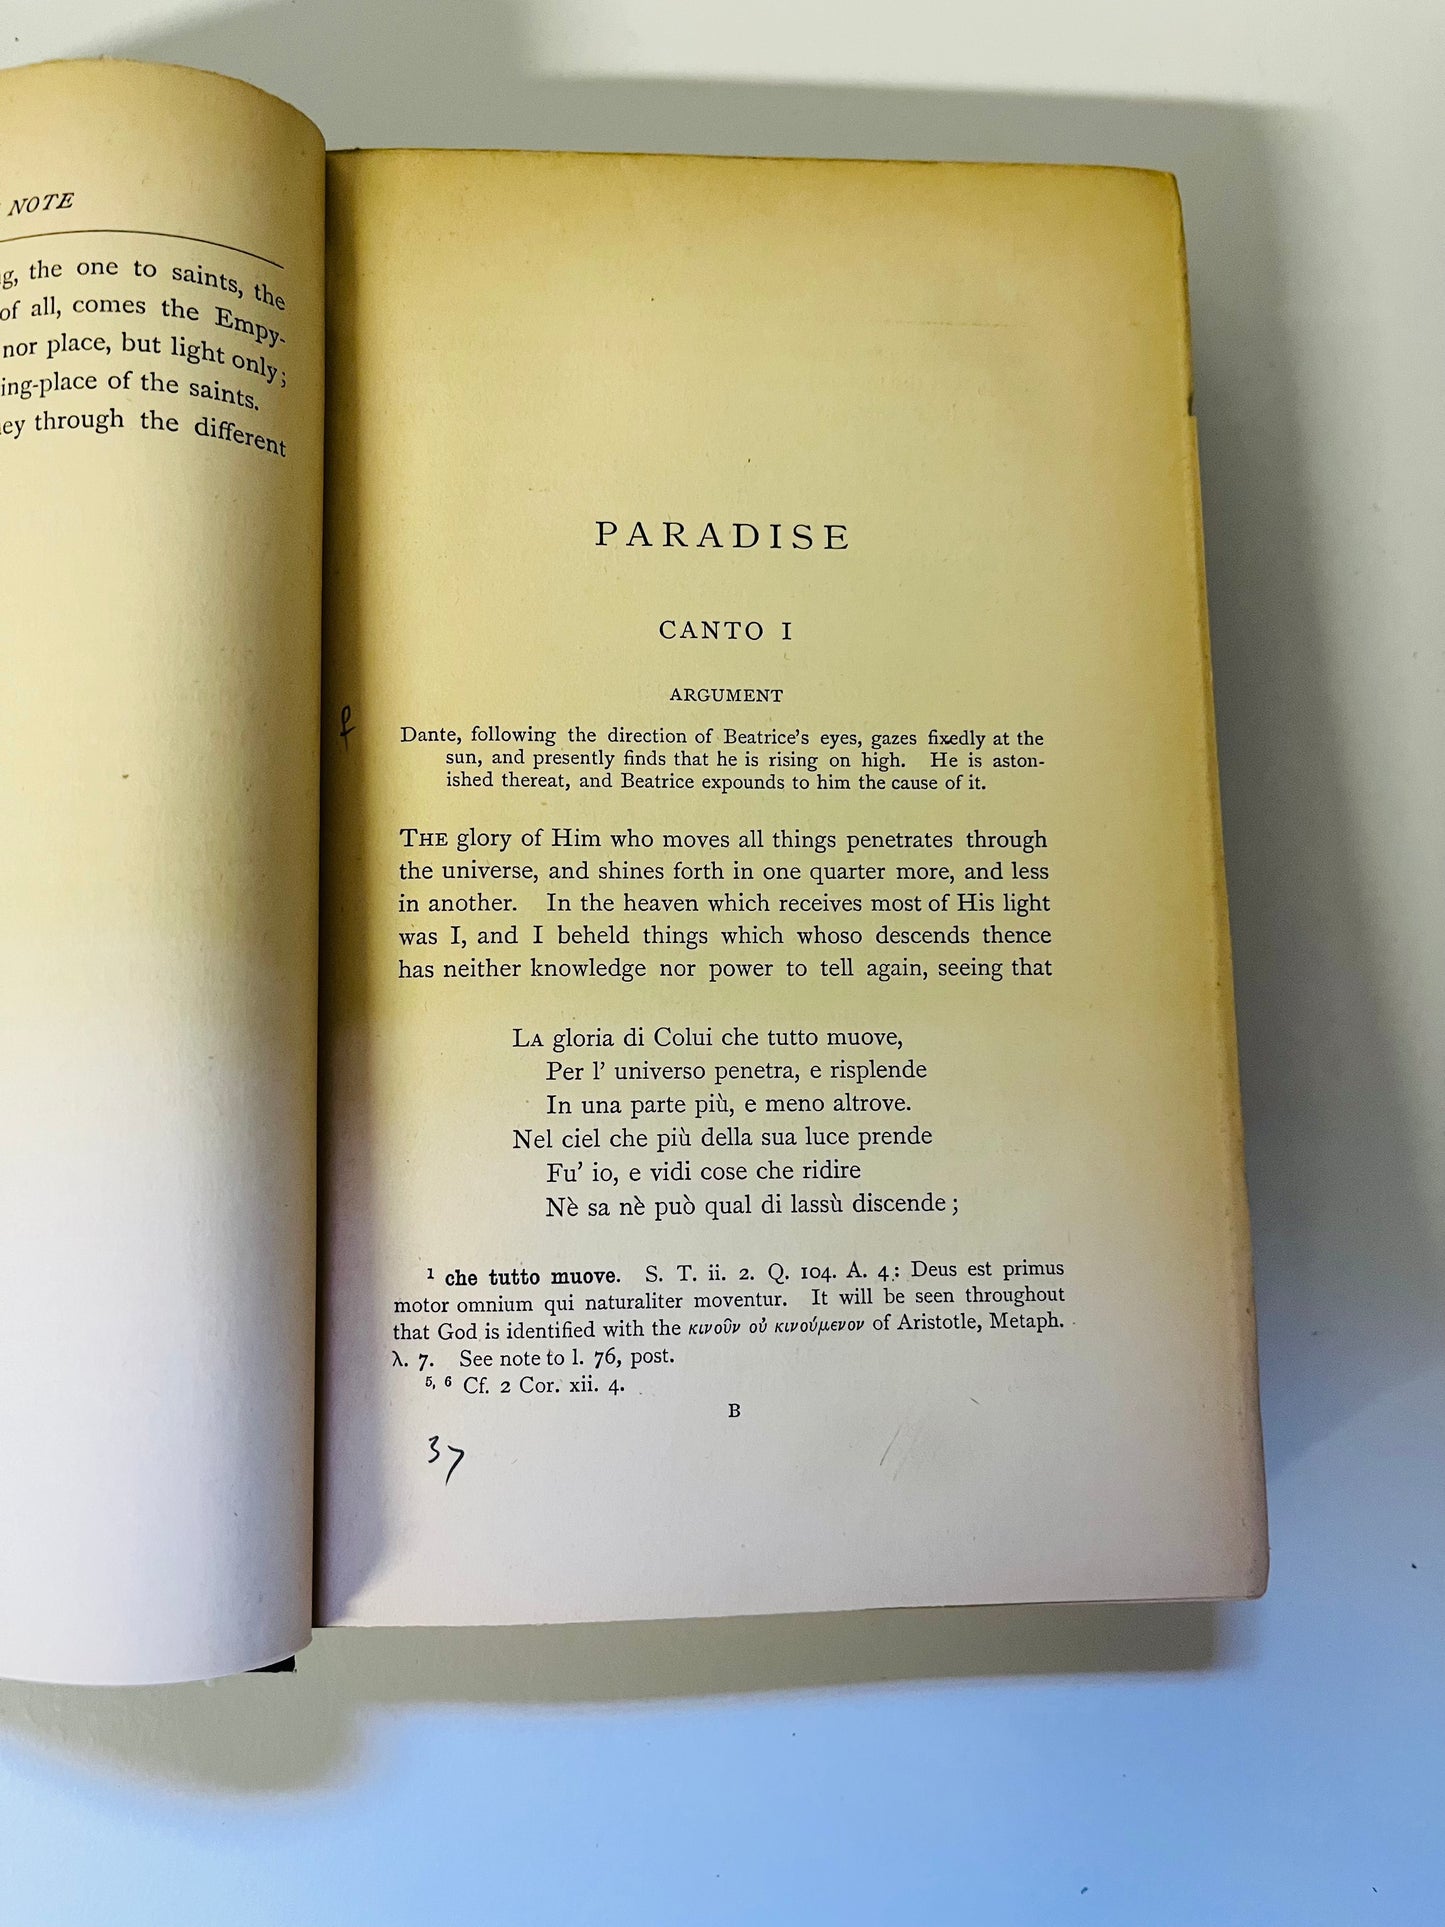 NOTE
the one to saints, the
of all, comes the Empy-
nor place, but light only;
ing-place of the saints.
through the different
PARADISE
CANTO I
ARGUMENT
Dante, following the direction of Beatrice's eyes, gazes fixedly at the
sun, and presently finds that he is rising on high. He is aston-
ished thereat, and Beatrice expounds to him the cause of it.
THE glory of Him who moves all things penetrates through
the universe, and shines forth in one quarter more, and less
in another. In the heaven which receives most of His light
was I, and I beheld things which whoso descends thence
has neither knowledge nor power to tell again, seeing that
LA gloria di Colui che tutto muove,
Per l' universo penetra, e risplende
In una parte più, e meno altrove.
Nel ciel che più della sua luce prende
Fu' io, e vidi cose che ridire
Nè sa nè può qual di lassù discende;
1 che tutto muove. S. T. ii. 2. Q. 104. A. 4: Deus est primus
motor omnium qui naturaliter moventur. It will be seen throughout
that God is identified with the κινοῦν οὐ κινούμενον of Aristotle, Metaph.
λ. 7. See note to l. 76, post.
5, 6 Cf. 2 Cor. xii. 4.
B
37